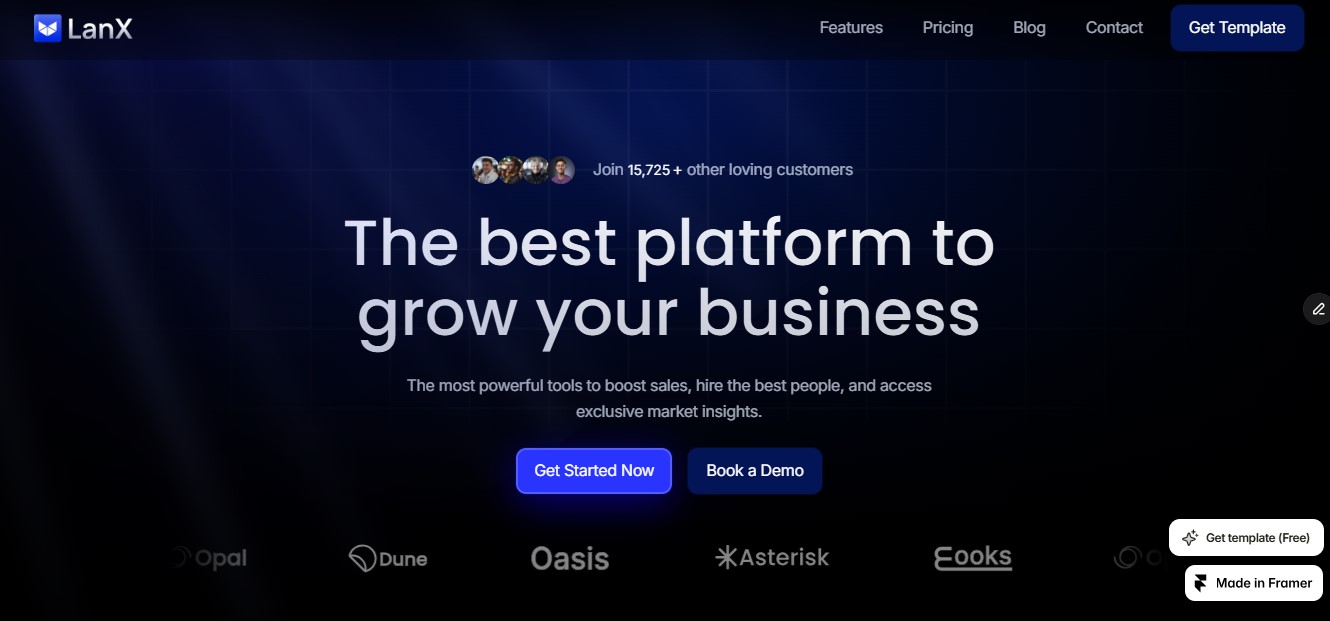 LanX
Features
Pricing
Blog
Contact
Get Template
Join 15,725+ other loving customers
The best platform to
grow your business
The most powerful tools to boost sales, hire the best people, and access
exclusive market insights.
Get Started Now
Book a Demo
Opal
Dune
Oasis
Asterisk
Eooks
Get template (Free)
Made in Framer